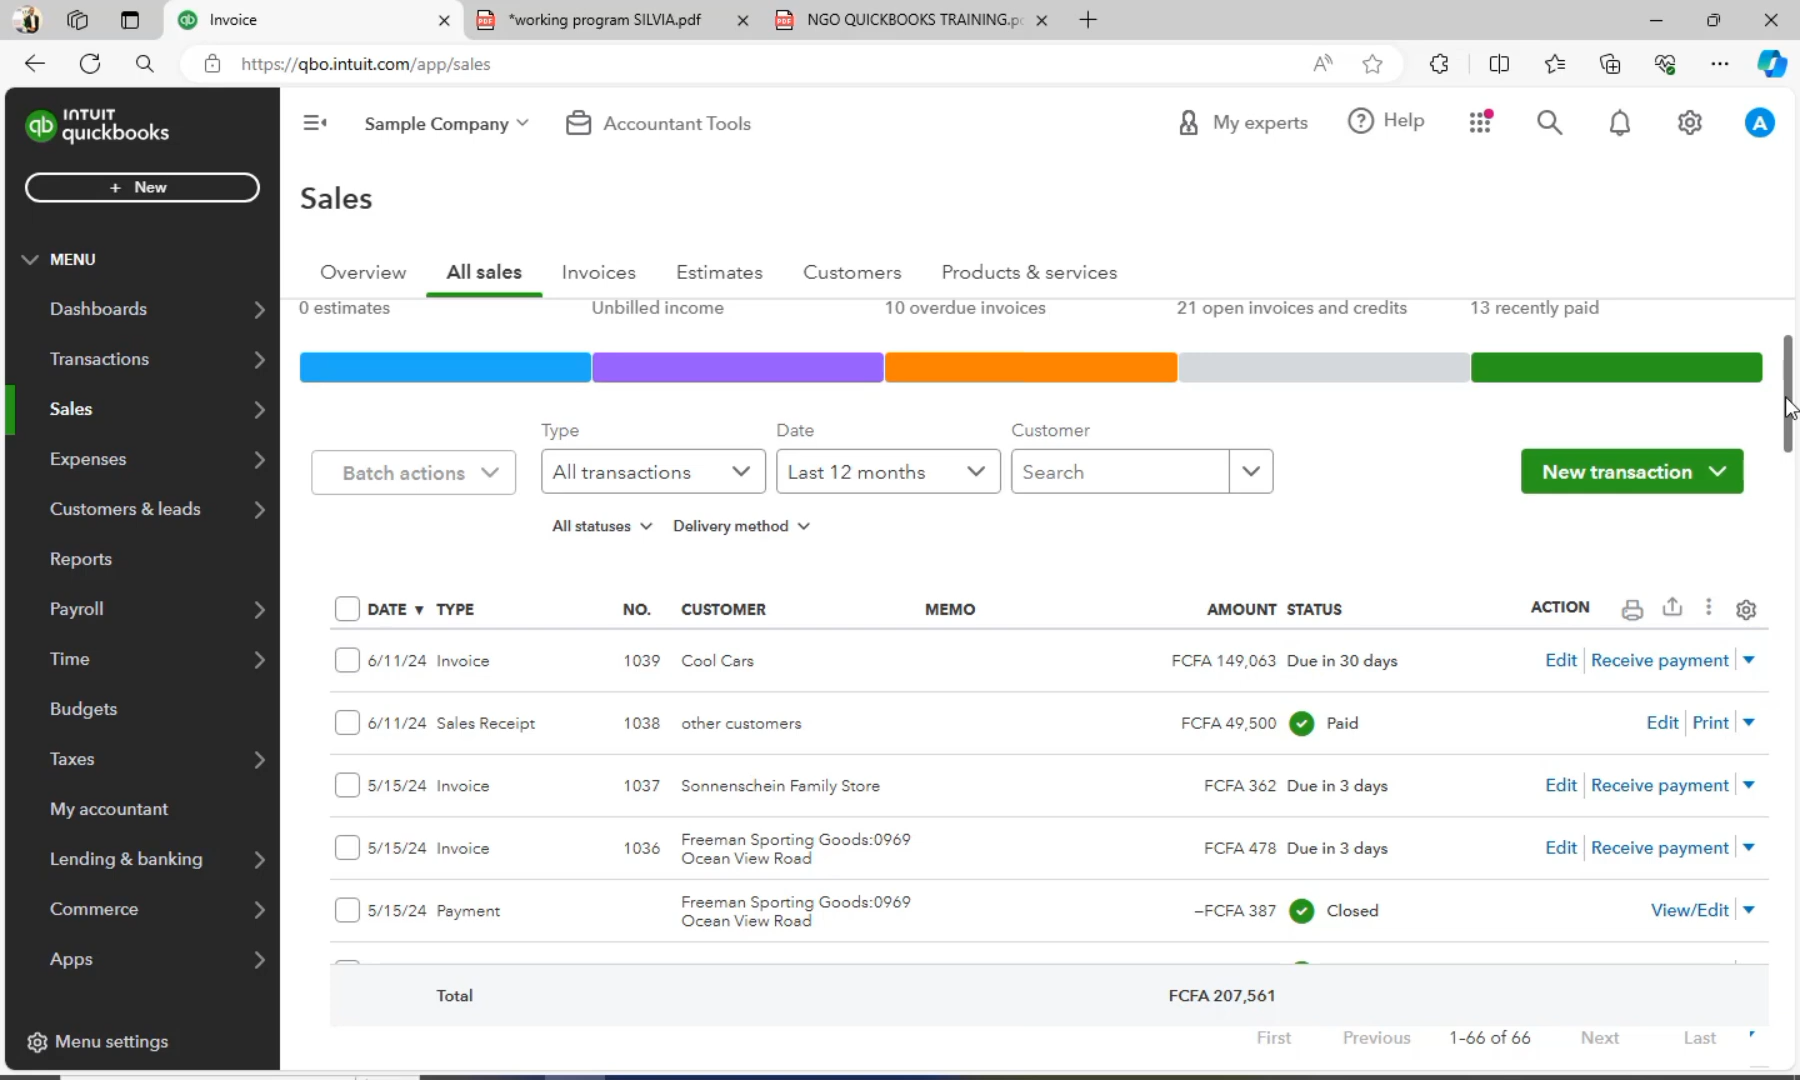 Invoice
*working program SILVIA.pdf
NGO QUICKBOOKS TRAINING.p
https://qbo.intuit.com/app/sales
INTUIT
quickbooks
qb
Sample Company
Accountant Tools
My experts
Help
A
+ New
Sales
MENU
Overview
All sales
Invoices
Estimates
Customers
Products & services
Dashboards
Transactions
Sales
Expenses
Customers & leads
Reports
Payroll
Time
Budgets
Taxes
My accountant
Lending & banking
Commerce
Apps
Menu settings
0 estimates
Unbilled income
10 overdue invoices
21 open invoices and credits
13 recently paid
Type
Date
Customer
Batch actions
All transactions
Last 12 months
Search
New transaction
All statuses
Delivery method
DATE TYPE NO. CUSTOMER MEMO AMOUNT STATUS ACTION
6/11/24 Invoice 1039 Cool Cars FCFA 149,063 Due in 30 days Edit Receive payment
6/11/24 Sales Receipt 1038 other customers FCFA 49,500 Paid Edit Print
5/15/24 Invoice 1037 Sonnenschein Family Store FCFA 362 Due in 3 days Edit Receive payment
5/15/24 Invoice 1036 Freeman Sporting Goods:0969
Ocean View Road FCFA 478 Due in 3 days Edit Receive payment
5/15/24 Payment Freeman Sporting Goods:0969
Ocean View Road –FCFA 387 Closed View/Edit
Total FCFA 207,561
First Previous 1-66 of 66 Next Last